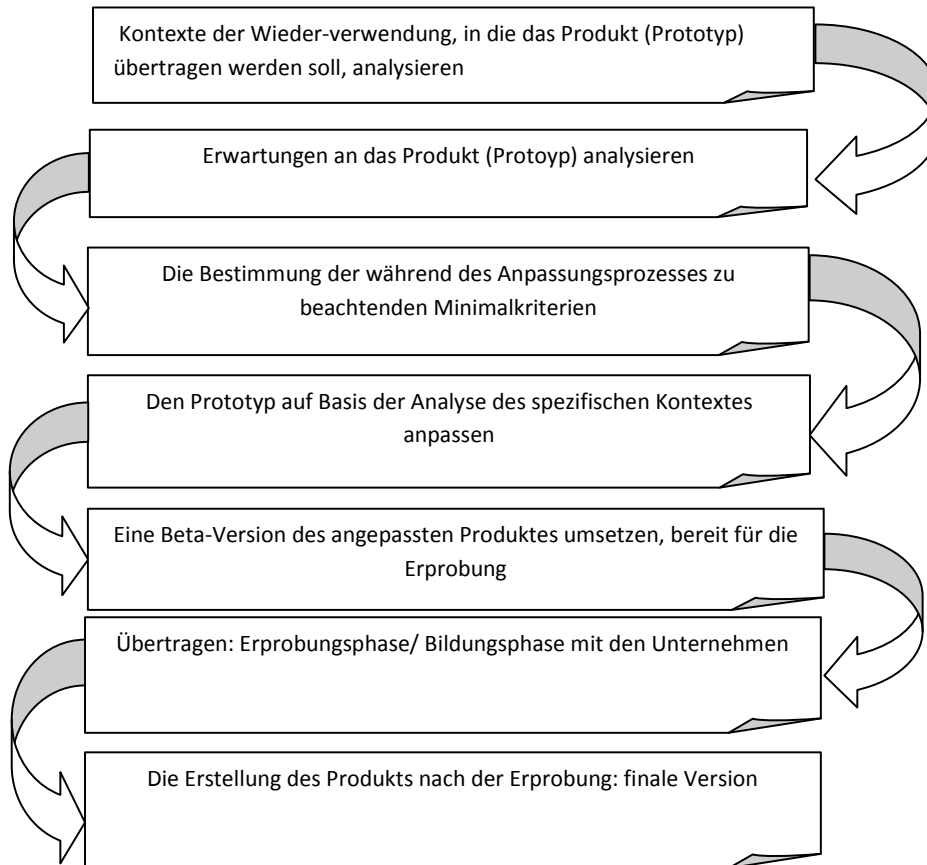 Kontexte der Wieder-verwendung, in die das Produkt (Prototyp)
übertragen werden soll, analysieren
Erwartungen an das Produkt (Protoyp) analysieren
Die Bestimmung der während des Anpassungsprozesses zu
beachtenden Minimalkriterien
Den Prototyp auf Basis der Analyse des spezifischen Kontextes
anpassen
Eine Beta-Version des angepassten Produktes umsetzen, bereit für die
Erprobung
Übertragen: Erprobungsphase/ Bildungsphase mit den Unternehmen
Die Erstellung des Produkts nach der Erprobung: finale Version